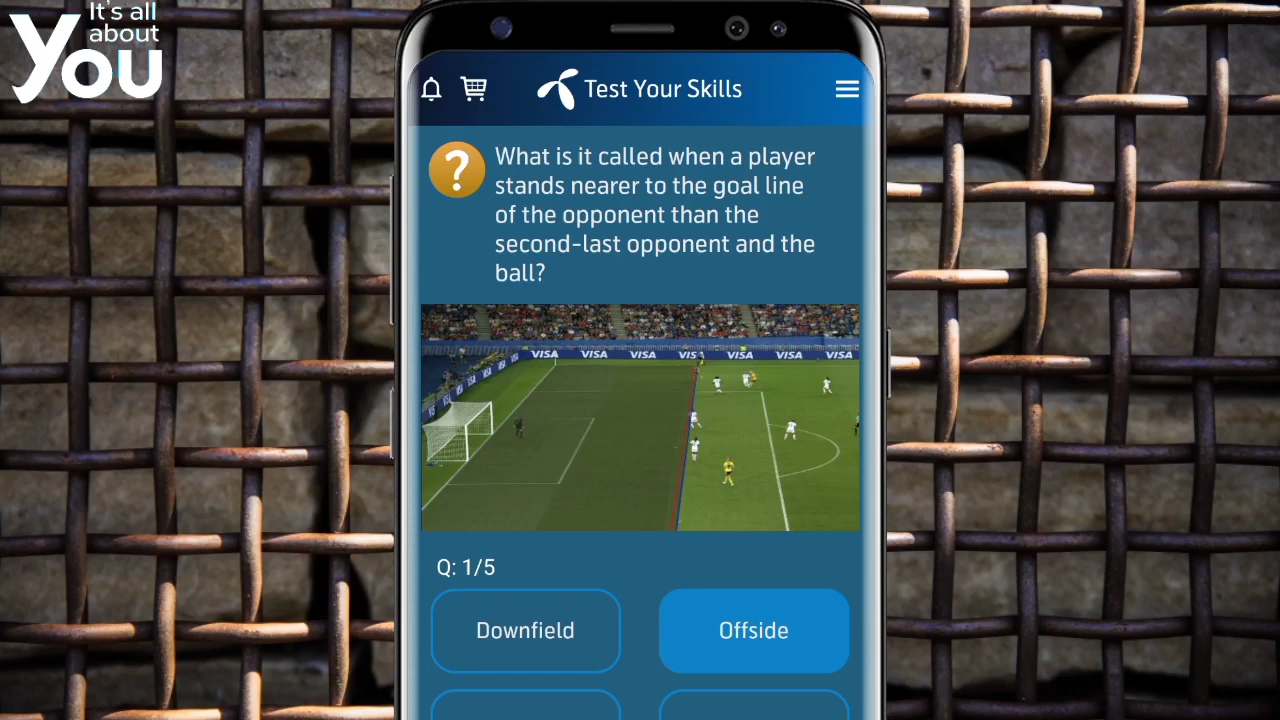 It's all
about
You
Test Your Skills
?
What is it called when a player
stands nearer to the goal line
of the opponent than the
second-last opponent and the
ball?
VISA VISA VISA VISA VISA VISA VISA
Q: 1/5
Downfield
Offside